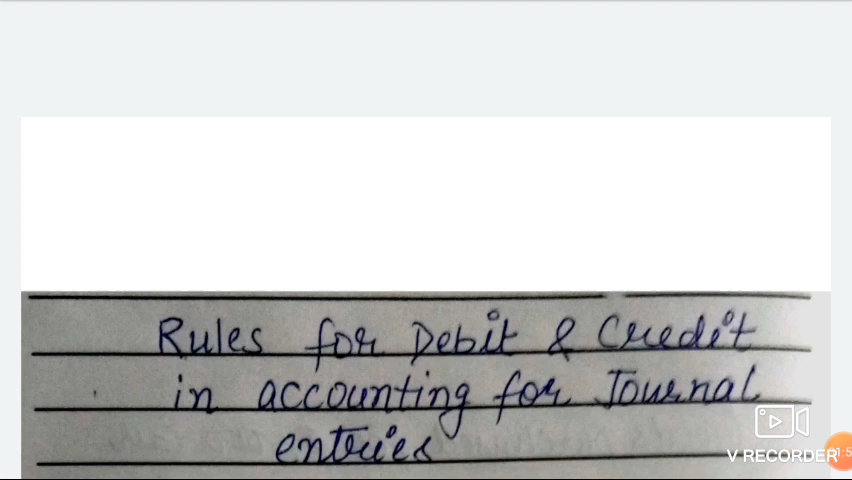 Rules for Debit & Credit
in accounting for Journal
entries
V RECORDER